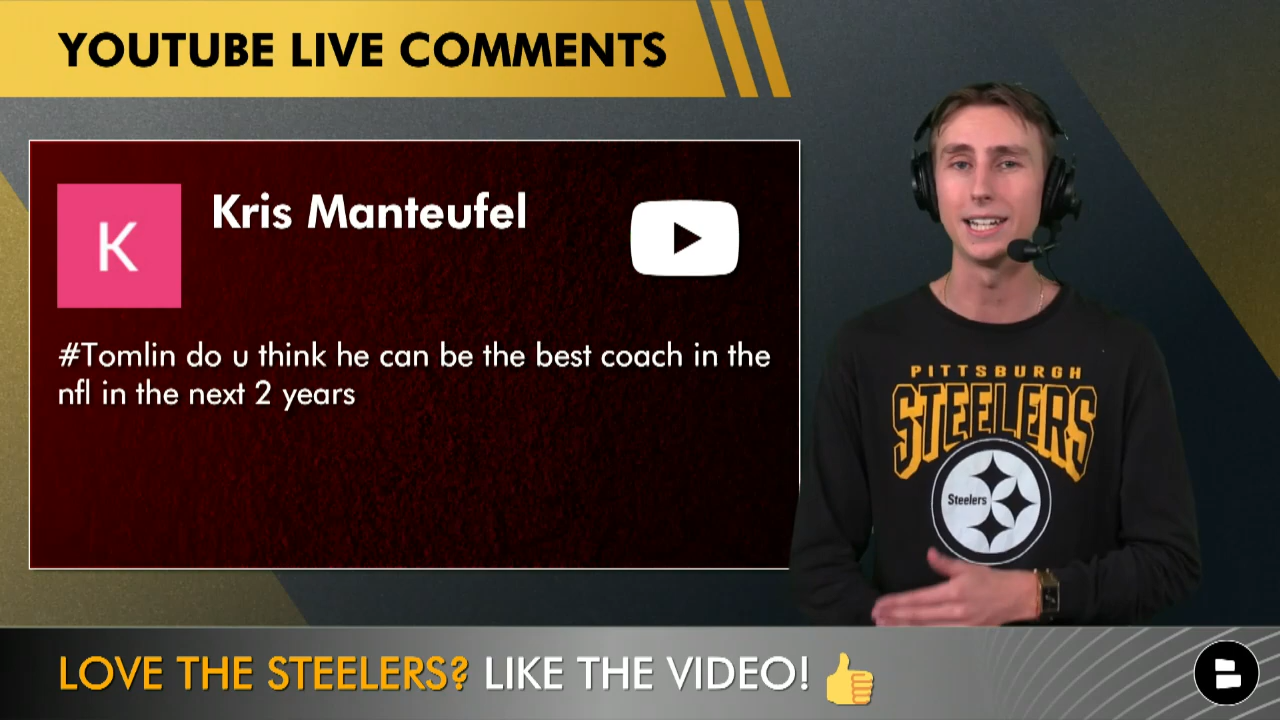 YOUTUBE LIVE COMMENTS
K
Kris Manteufel
#Tomlin do u think he can be the best coach in the
nfl in the next 2 years
PITTSBURGH
STEELERS
Steelers
LOVE THE STEELERS? LIKE THE VIDEO!